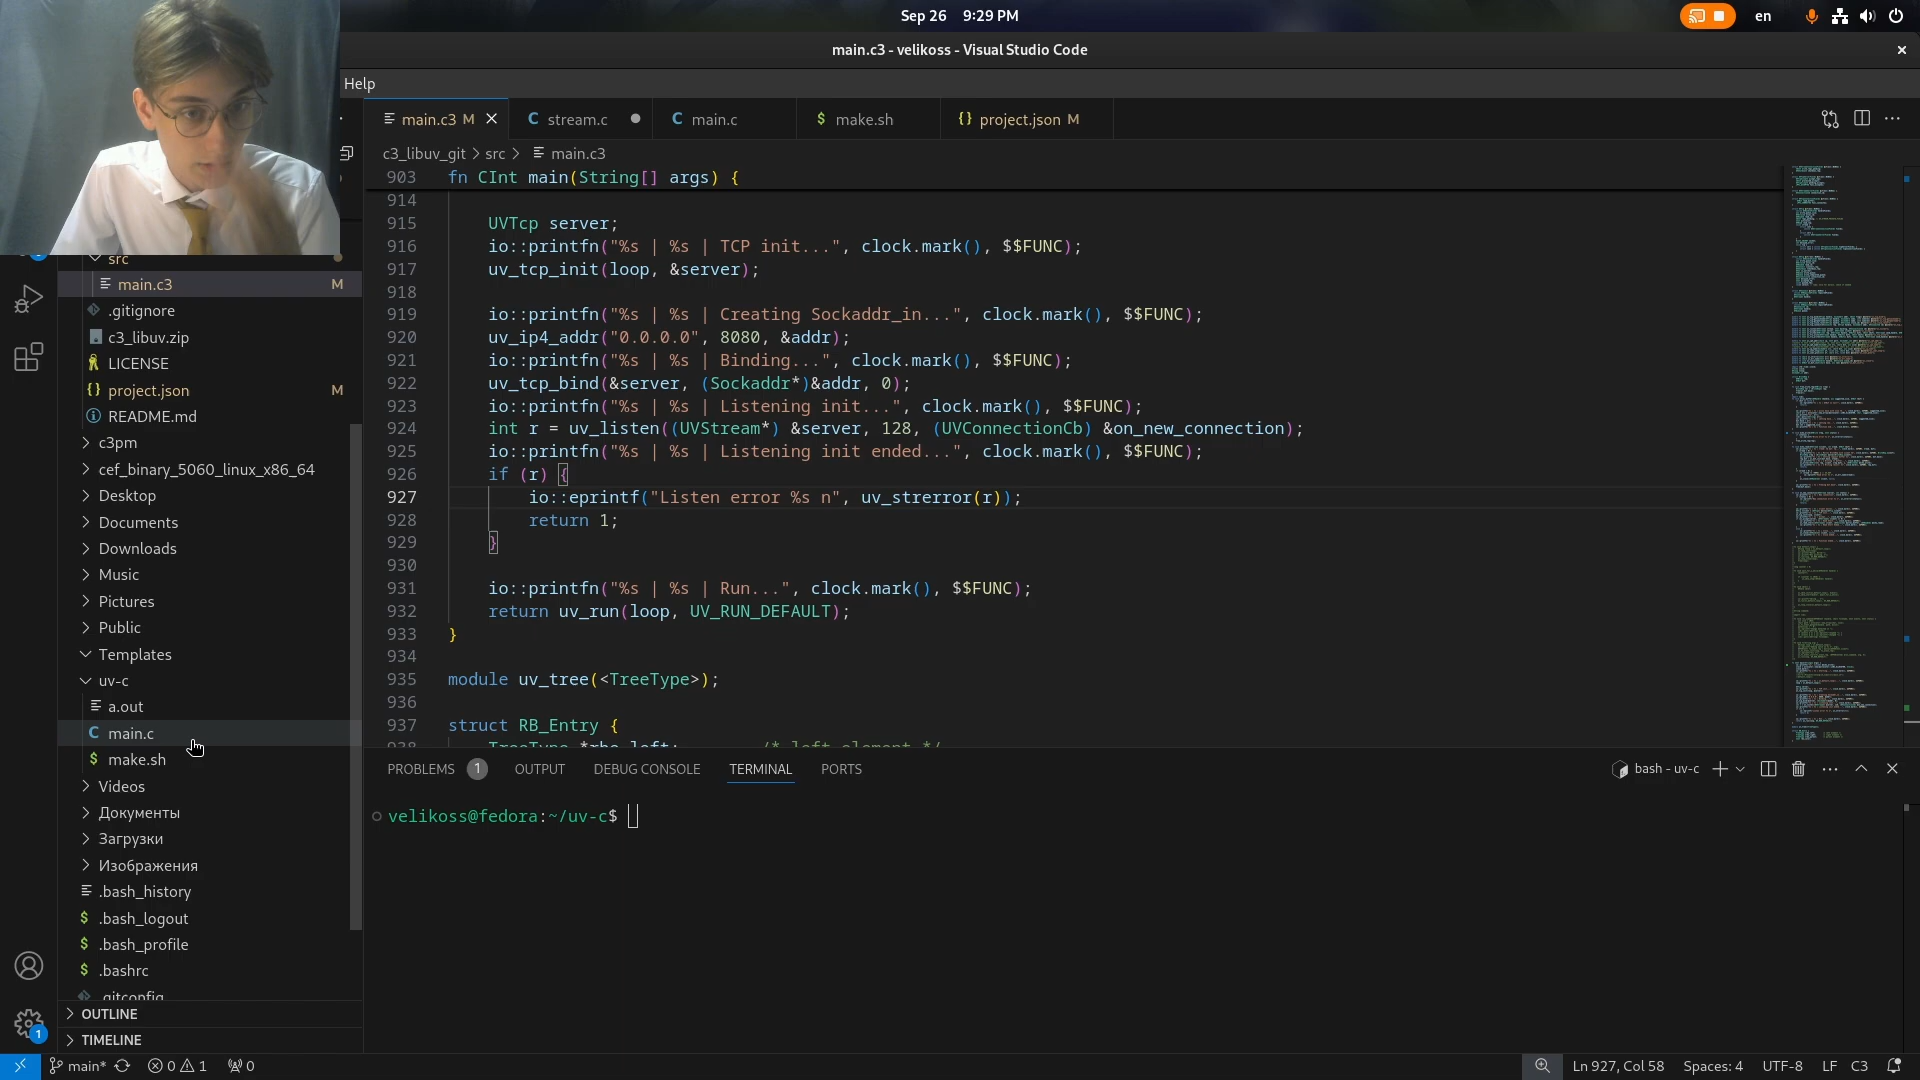 Sep 26 9:29 PM
en
main.c3 - velikoss - Visual Studio Code
Help
main.c3 M
stream.c
main.c
make.sh
project.json M
c3_libuv_git > src > main.c3
903 fn CInt main(String[] args) {
914
915 UVTcp server;
916 io::printfn("%s | %s | TCP init...", clock.mark(), $$FUNC);
917 uv_tcp_init(loop, &server);
918
919 io::printfn("%s | %s | Creating Sockaddr_in...", clock.mark(), $$FUNC);
920 uv_ip4_addr("0.0.0.0", 8080, &addr);
921 io::printfn("%s | %s | Binding...", clock.mark(), $$FUNC);
922 uv_tcp_bind(&server, (Sockaddr*)&addr, 0);
923 io::printfn("%s | %s | Listening init...", clock.mark(), $$FUNC);
924 int r = uv_listen((UVStream*) &server, 128, (UVConnectionCb) &on_new_connection);
925 io::printfn("%s | %s | Listening init ended...", clock.mark(), $$FUNC);
926 if (r) {
927 io::eprintf("Listen error %s n", uv_strerror(r));
928 return 1;
929 }
930
931 io::printfn("%s | %s | Run...", clock.mark(), $$FUNC);
932 return uv_run(loop, UV_RUN_DEFAULT);
933 }
934
935 module uv_tree(<TreeType>);
936
937 struct RB_Entry {
938 TreeType *rbe_left; /* left element */
src
main.c3 M
.gitignore
c3_libuv.zip
LICENSE
project.json M
README.md
c3pm
cef_binary_5060_linux_x86_64
Desktop
Documents
Downloads
Music
Pictures
Public
Templates
uv-c
a.out
main.c
make.sh
Videos
Документы
Загрузки
Изображения
.bash_history
.bash_logout
.bash_profile
.bashrc
.gitconfig
OUTLINE
TIMELINE
PROBLEMS 1 OUTPUT DEBUG CONSOLE TERMINAL PORTS
bash - uv-c
velikoss@fedora:~/uv-c$
1
main* 0 1 0
Ln 927, Col 58 Spaces: 4 UTF-8 LF C3